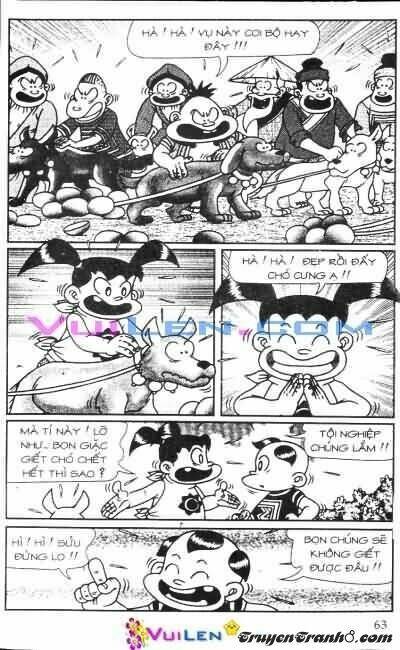 HÀ ! HẢ ! VỤ NÀY COI BỘ HAY
ĐÂY !!!
HÀ ! HÀ ! ĐẸP RỒI ĐẤY
CHÓ CƯNG Ạ !!
VUILEN.COM
MÀ TÍ NÀY ! LỠ
NHƯ.. BỌN GIẶC
GIẾT CHÓ CHẾT
HẾT THÌ SAO ?
TỘI NGHIỆP
CHÚNG LẮM !!
HÌ ! HÌ ! SỬU
ĐỪNG LO !!
BỌN CHÚNG SẼ
KHÔNG GIẾT
ĐƯỢC ĐÂU !!
63
VUILEN
TruyenTranh8.com